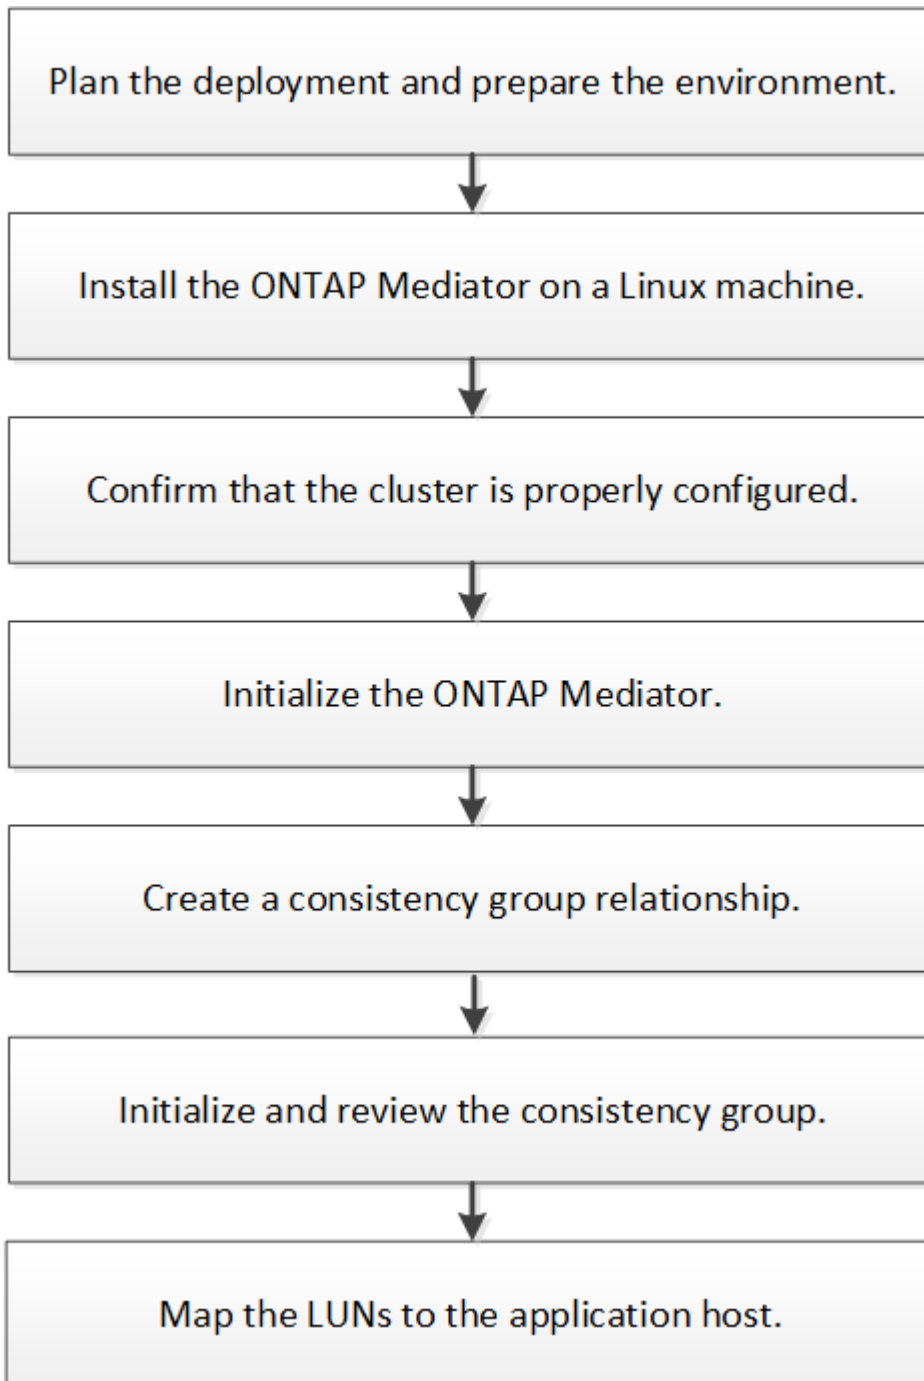 Plan the deployment and prepare the environment.
Install the ONTAP Mediator on a Linux machine.
Confirm that the cluster is properly configured.
Initialize the ONTAP Mediator.
Create a consistency group relationship.
Initialize and review the consistency group.
Map the LUNs to the application host.